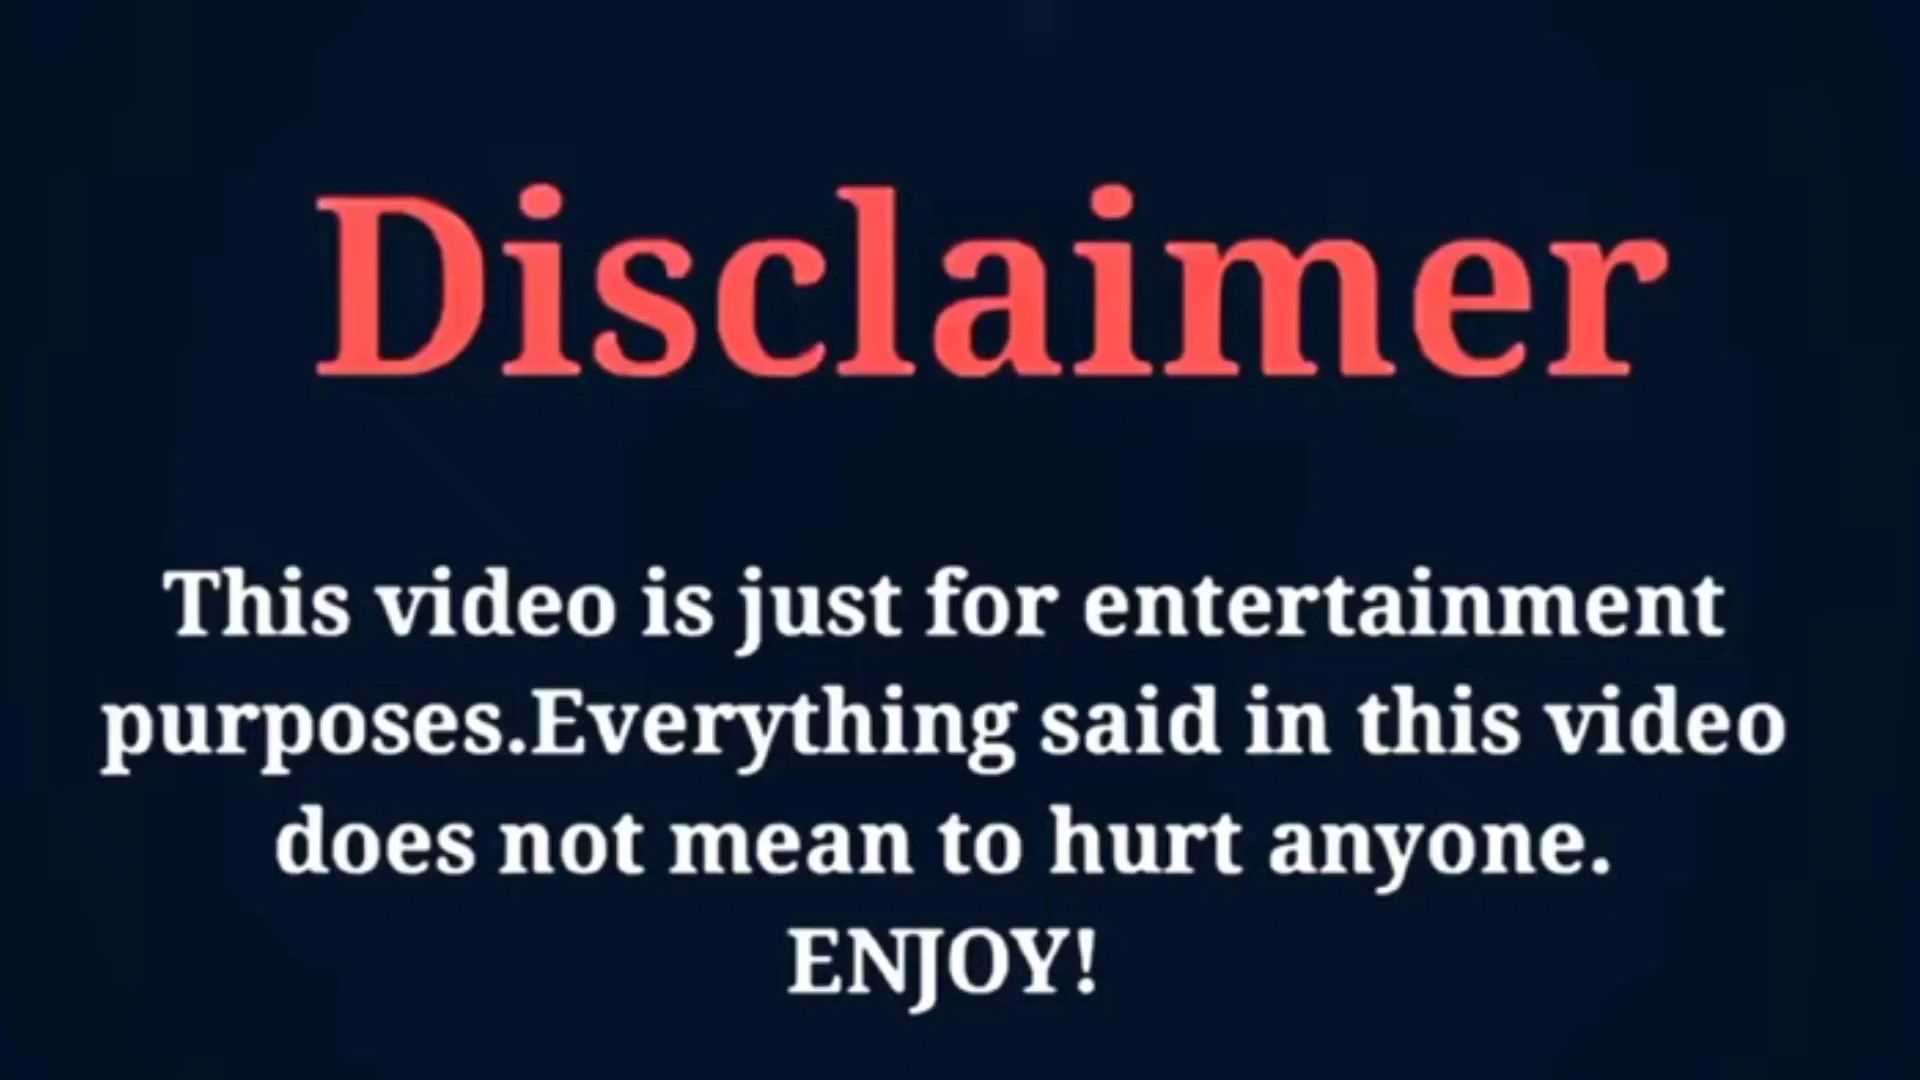 Disclaimer
This video is just for entertainment
purposes.Everything said in this video
does not mean to hurt anyone.
ENJOY!